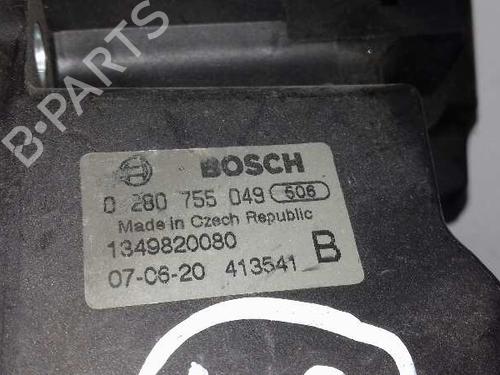 B-PARTS
BOSCH
0 280 755 049 506
Made in Czech Republic
1349820080 B
07-06-20 413541